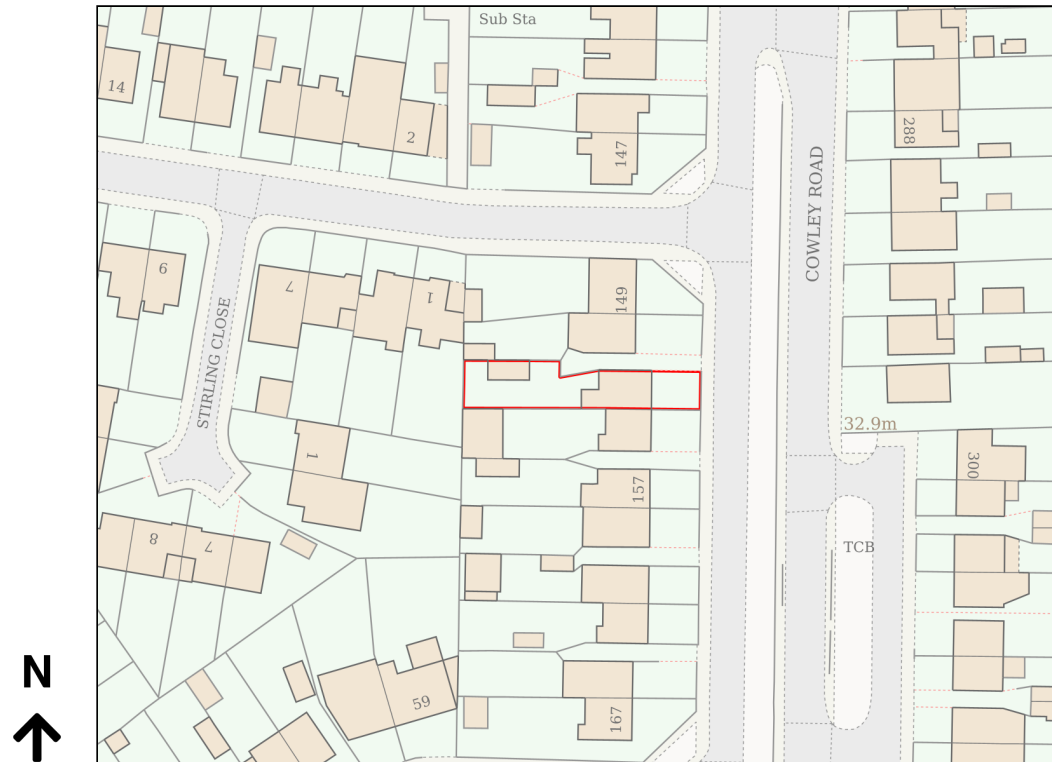 Sub Sta
14
2
147
288
COWLEY ROAD
6
7
1
149
STIRLING CLOSE
32.9m
1
157
300
8
7
TCB
N
59
167